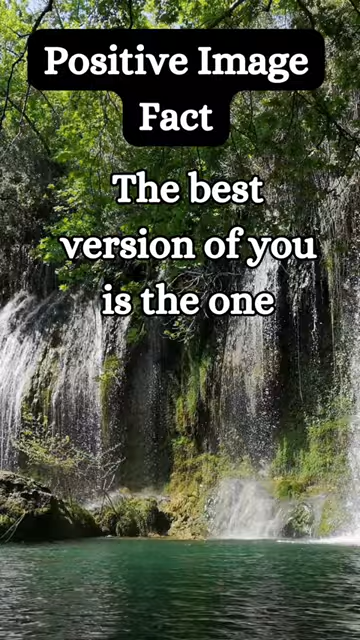 Positive Image
Fact
The best
version of you
is the one